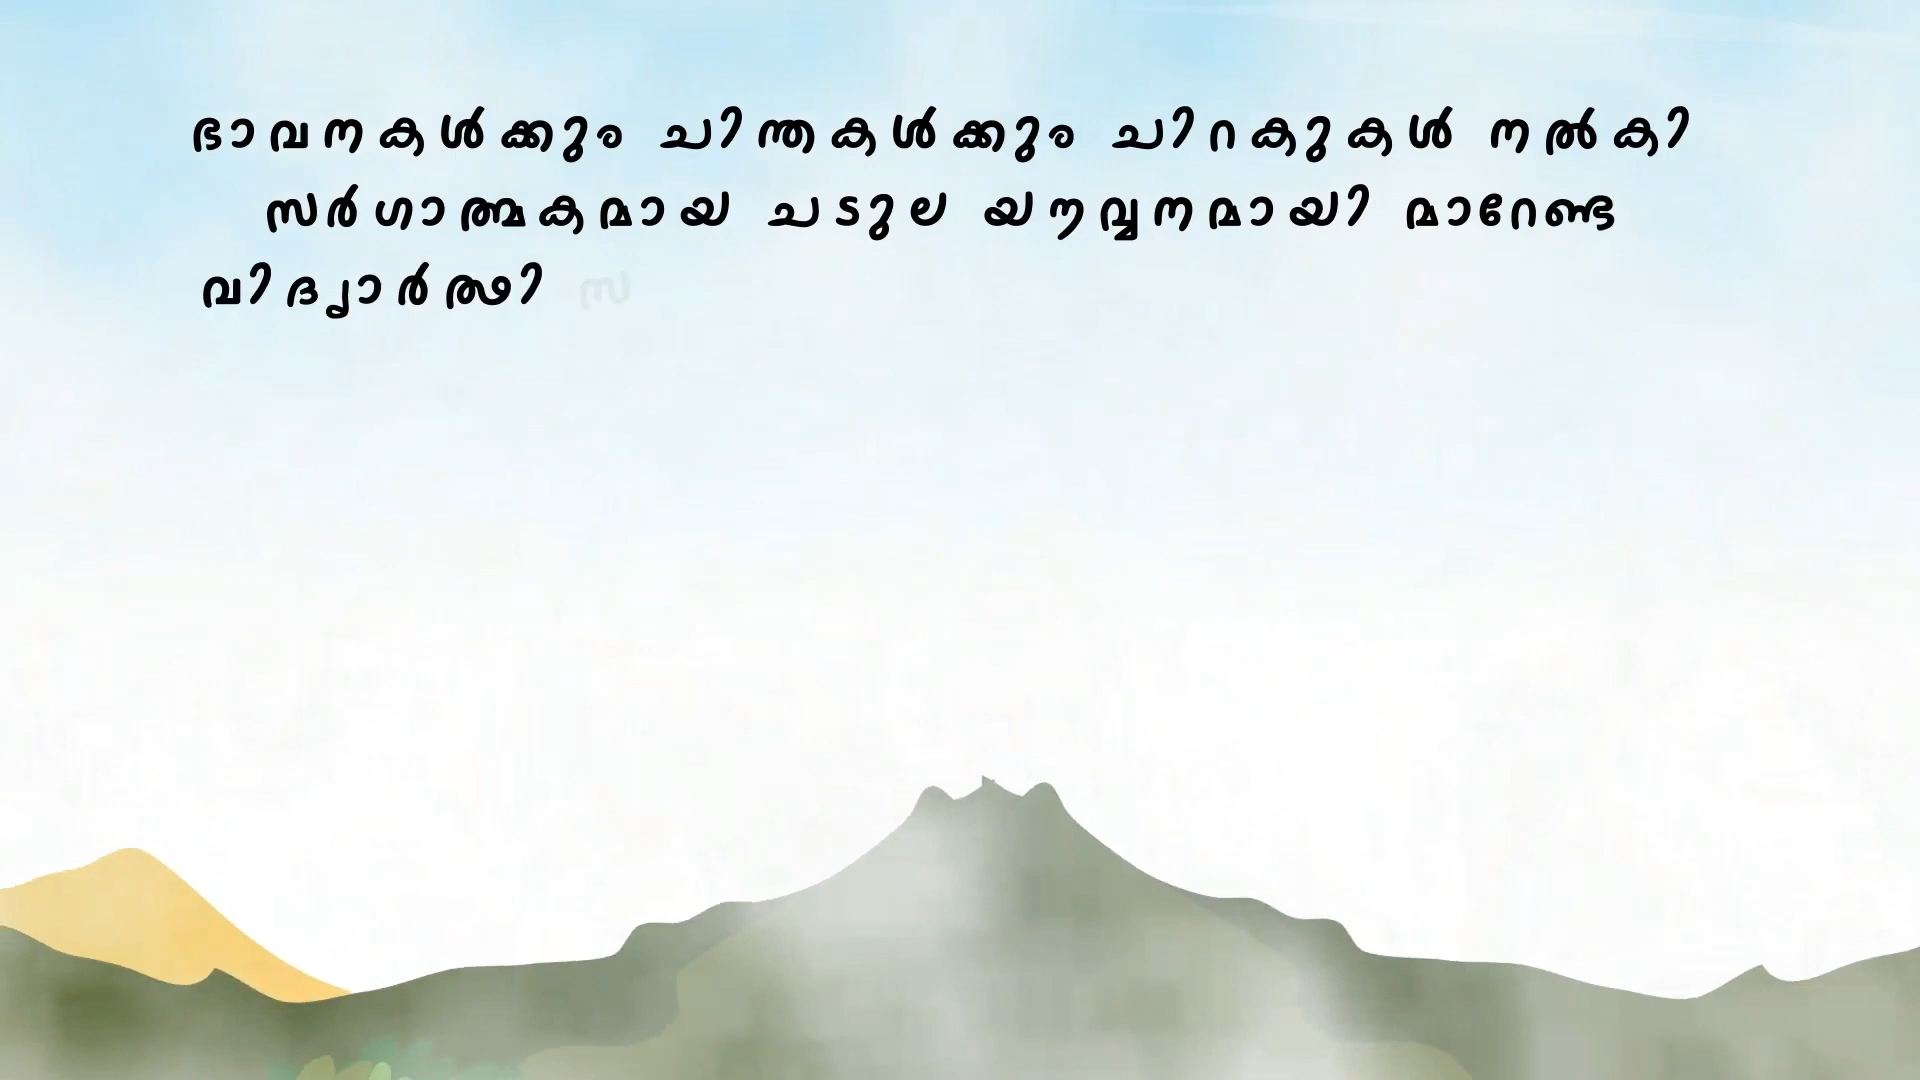 ഭാവനകൾക്കും ചിന്തകൾക്കും ചിറകുകൾ നൽകി
സർഗാത്മകമായ ചടുല യൗവ്വനമായി മാറേണ്ട
വിദ്യാർത്ഥി സ